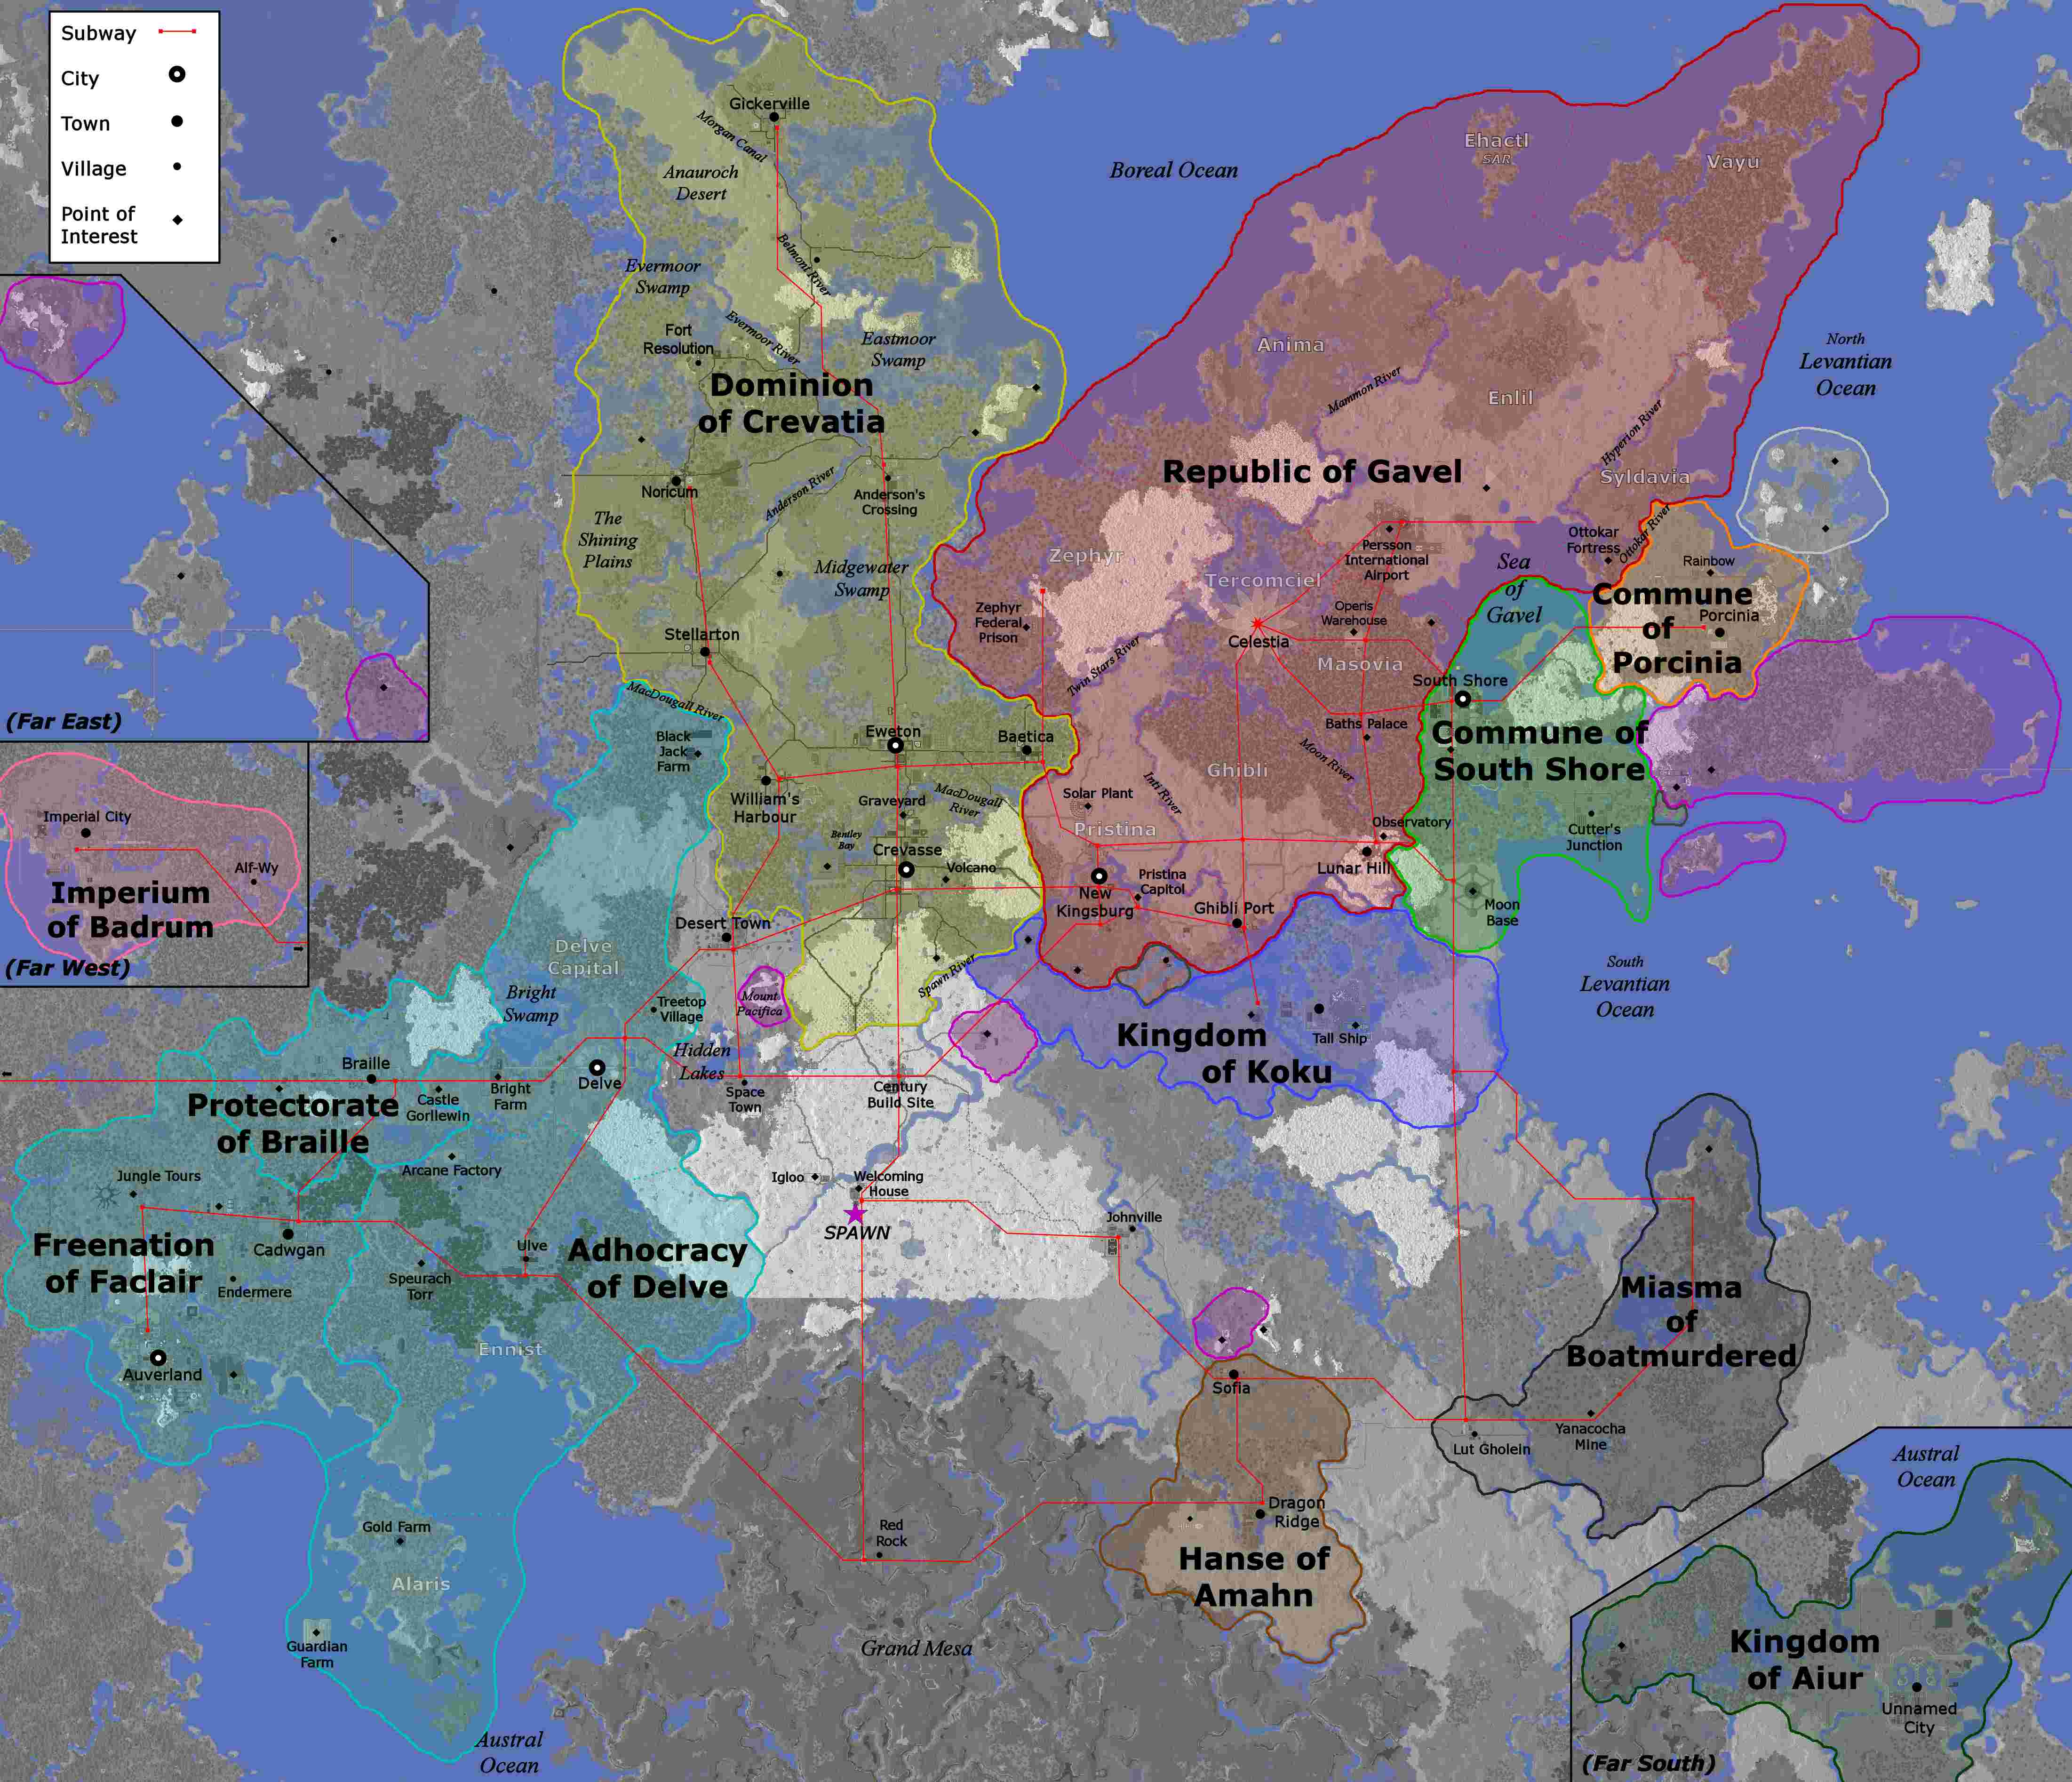 Subway
City
Town
Village
Point of
Interest
Gickerville
Morgan Canal
Anauroch
Desert
Belmont River
Evermoor
Swamp
Fort
Resolution
Evermoor River
Eastmoor
Swamp
Dominion
of Crevatia
Noricum
Anderson River
Anderson's
Crossing
The
Shining
Plains
Midgewater
Swamp
Stellarton
MacDougall River
Black
Jack
Farm
Eweton
Baetica
William's
Harbour
Graveyard
MacDougall
River
Bentley
Bay
Crevasse
Volcano
Desert Town
Spawn River
Boreal Ocean
Ehactl
SAR
Vayu
Anima
Mammon River
Enlil
Hyperion River
Republic of Gavel
Syldavia
Zephyr
Persson
International
Airport
Ottokar
Fortress
Ottokar River
Tercomciel
Sea
of
Gavel
Zephyr
Federal
Prison
Operis
Warehouse
Celestia
Masovia
Twin Stars River
Baths Palace
Moon River
Ghibli
Inti River
Solar Plant
Pristina
Observatory
Lunar Hill
New
Kingsburg
Pristina
Capitol
Ghibli Port
North
Levantian
Ocean
Rainbow
Commune
of
Porcinia
Porcinia
South Shore
Commune of
South Shore
Cutter's
Junction
Moon
Base
South
Levantian
Ocean
(Far East)
Imperial City
Alf-Wy
Imperium
of Badrum
(Far West)
Delve
Capital
Bright
Swamp
Treetop
Village
Mount
Pacifica
Hidden
Lakes
Space
Town
Century
Build Site
Kingdom
of Koku
Tall Ship
Braille
Protectorate
of Braille
Castle
Gorllewin
Bright
Farm
Delve
Arcane Factory
Jungle Tours
Freenation
of Faclair
Cadwgan
Endermere
Auverland
Speurach
Torr
Ulve
Adhocracy
of Delve
Ennist
Igloo
Welcoming
House
SPAWN
Johnville
Sofia
Miasma
of
Boatmurdered
Lut Gholein
Yanacocha
Mine
Dragon
Ridge
Hanse of
Amahn
Red
Rock
Grand Mesa
Gold Farm
Alaris
Guardian
Farm
Austral
Ocean
Austral
Ocean
Kingdom
of Aiur
Unnamed
City
(Far South)